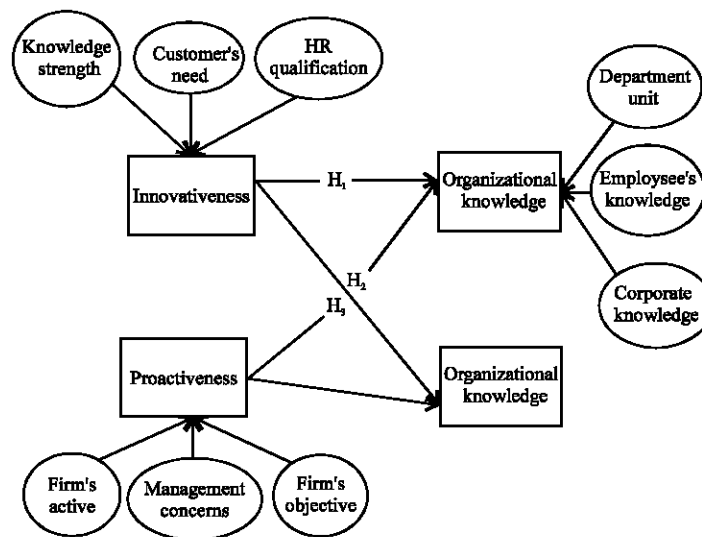 Knowledge
strength
Customer's
need
HR
qualification
Department
unit
Innovativeness
H₁
Organizational
knowledge
Employsee's
knowledge
H₂
H₃
Corporate
knowledge
Proactiveness
Organizational
knowledge
Firm's
active
Management
concerns
Firm's
objective